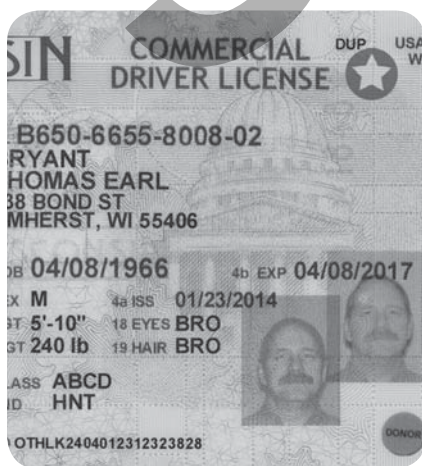 SIN COMMERCIAL DUP USA
DRIVER LICENSE W
B650-6655-8008-02
RYANT
HOMAS EARL
38 BOND ST
MHERST, WI 55406
OB 04/08/1966 4b EXP 04/08/2017
EX M 4a ISS 01/23/2014
GT 5'-10" 18 EYES BRO
GT 240 lb 19 HAIR BRO
ASS ABCD
D HNT
OTHLK2404012312323828 DONOR